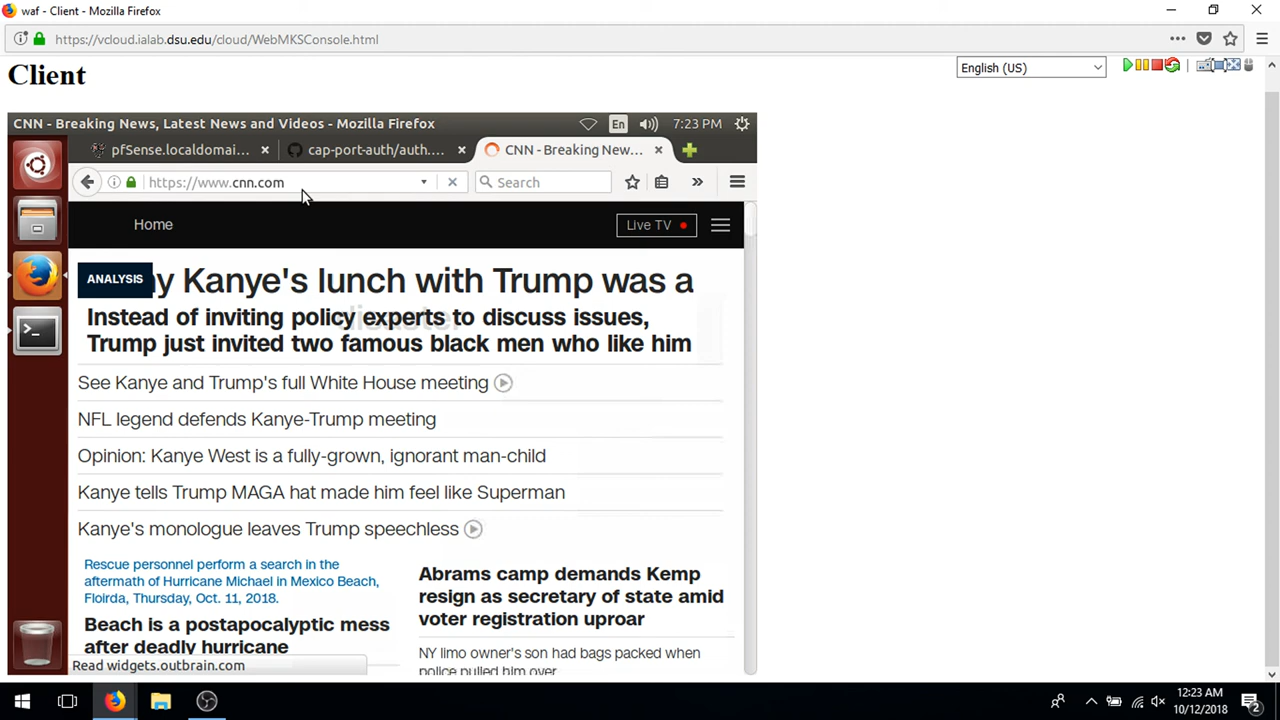 waf - Client - Mozilla Firefox
https://vcloud.ialab.dsu.edu/cloud/WebMKSConsole.html
Client
English (US)
CNN - Breaking News, Latest News and Videos - Mozilla Firefox
En
7:23 PM
pfSense.localdomai...
cap-port-auth/auth....
CNN - Breaking New...
https://www.cnn.com
Search
Home
Live TV
ANALYSIS
y Kanye's lunch with Trump was a
disaster
Instead of inviting policy experts to discuss issues,
Trump just invited two famous black men who like him
See Kanye and Trump's full White House meeting
NFL legend defends Kanye-Trump meeting
Opinion: Kanye West is a fully-grown, ignorant man-child
Kanye tells Trump MAGA hat made him feel like Superman
Kanye's monologue leaves Trump speechless
Rescue personnel perform a search in the
aftermath of Hurricane Michael in Mexico Beach,
Floirda, Thursday, Oct. 11, 2018.
Beach is a postapocalyptic mess
after deadly hurricane
Abrams camp demands Kemp
resign as secretary of state amid
voter registration uproar
NY limo owner's son had bags packed when
police pulled him over
Read widgets.outbrain.com
12:23 AM
10/12/2018
2